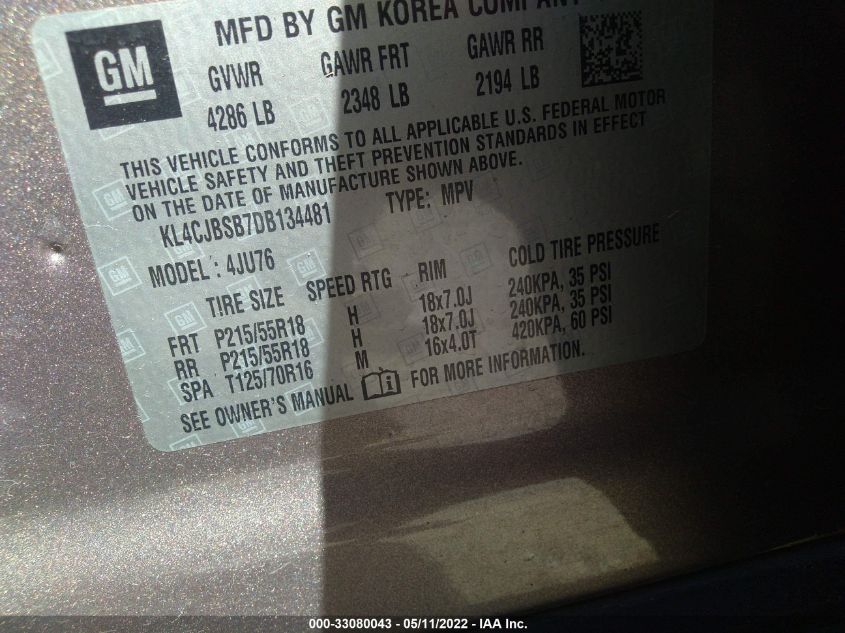 MFD BY GM KOREA COMPANY
GM
GVWR GAWR FRT GAWR RR
4286 LB 2348 LB 2194 LB
THIS VEHICLE CONFORMS TO ALL APPLICABLE U.S. FEDERAL MOTOR
VEHICLE SAFETY AND THEFT PREVENTION STANDARDS IN EFFECT
ON THE DATE OF MANUFACTURE SHOWN ABOVE.
KL4CJBSB7DB134481 TYPE: MPV
MODEL: 4JU76
TIRE SIZE SPEED RTG RIM COLD TIRE PRESSURE
FRT P215/55R18 H 18x7.0J 240KPA, 35 PSI
RR P215/55R18 H 18x7.0J 240KPA, 35 PSI
SPA T125/70R16 M 16x4.0T 420KPA, 60 PSI
SEE OWNER'S MANUAL FOR MORE INFORMATION.
000-33080043 - 05/11/2022 - IAA Inc.